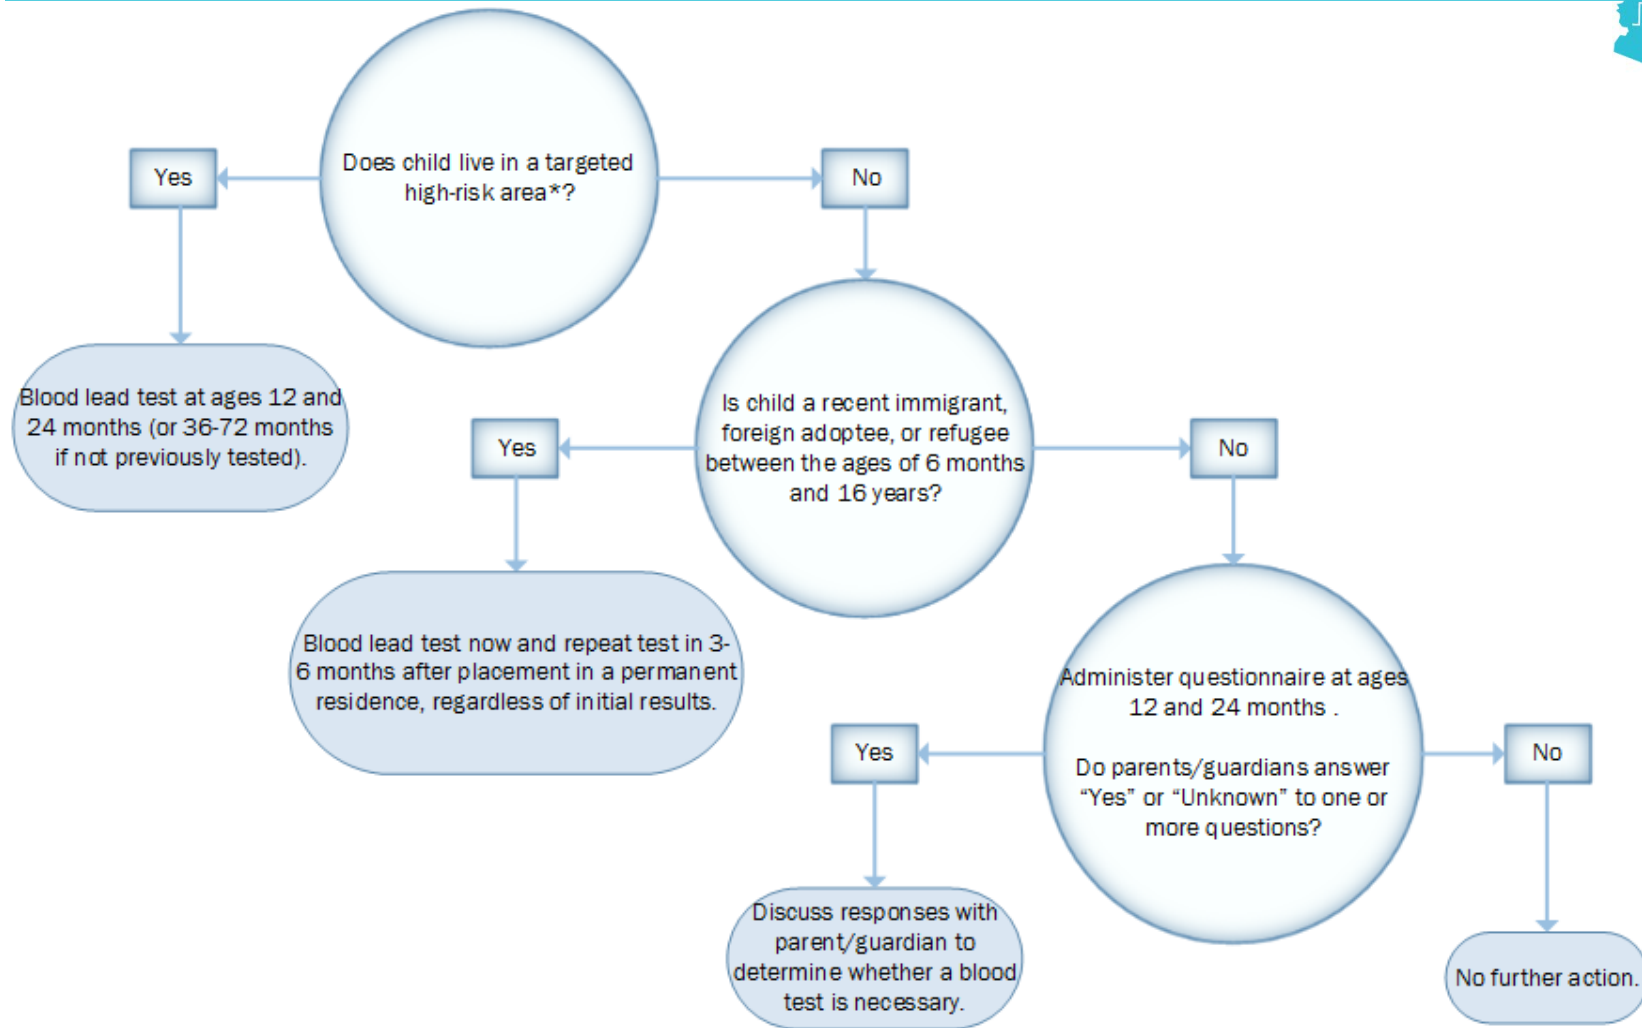 Does child live in a targeted
high-risk area*?
Yes
No
Blood lead test at ages 12 and
24 months (or 36-72 months
if not previously tested).
Is child a recent immigrant,
foreign adoptee, or refugee
between the ages of 6 months
and 16 years?
Yes
No
Blood lead test now and repeat test in 3-
6 months after placement in a permanent
residence, regardless of initial results.
Administer questionnaire at ages
12 and 24 months .
Do parents/guardians answer
“Yes” or “Unknown” to one or
more questions?
Yes
No
Discuss responses with
parent/guardian to
determine whether a blood
test is necessary.
No further action.